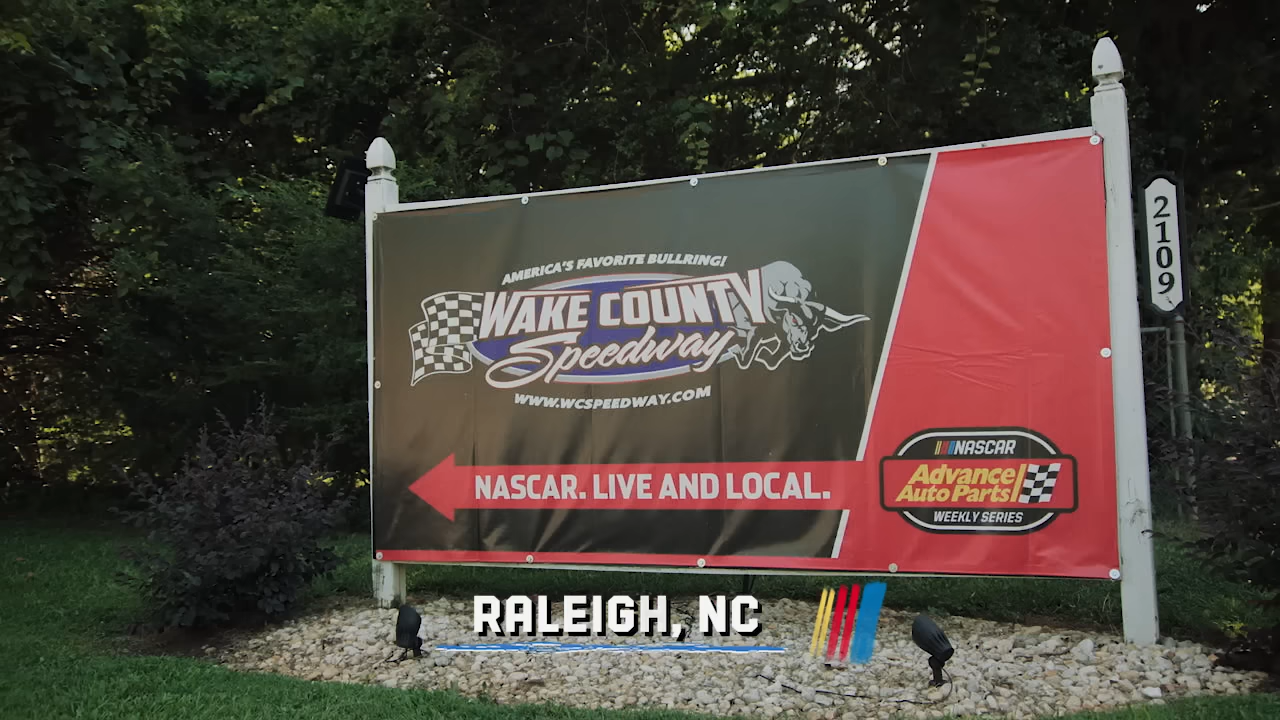 AMERICA'S FAVORITE BULLRING!
WAKE COUNTY
Speedway
WWW.WCSPEEDWAY.COM
NASCAR. LIVE AND LOCAL.
NASCAR
Advance
Auto Parts
WEEKLY SERIES
2109
RALEIGH, NC